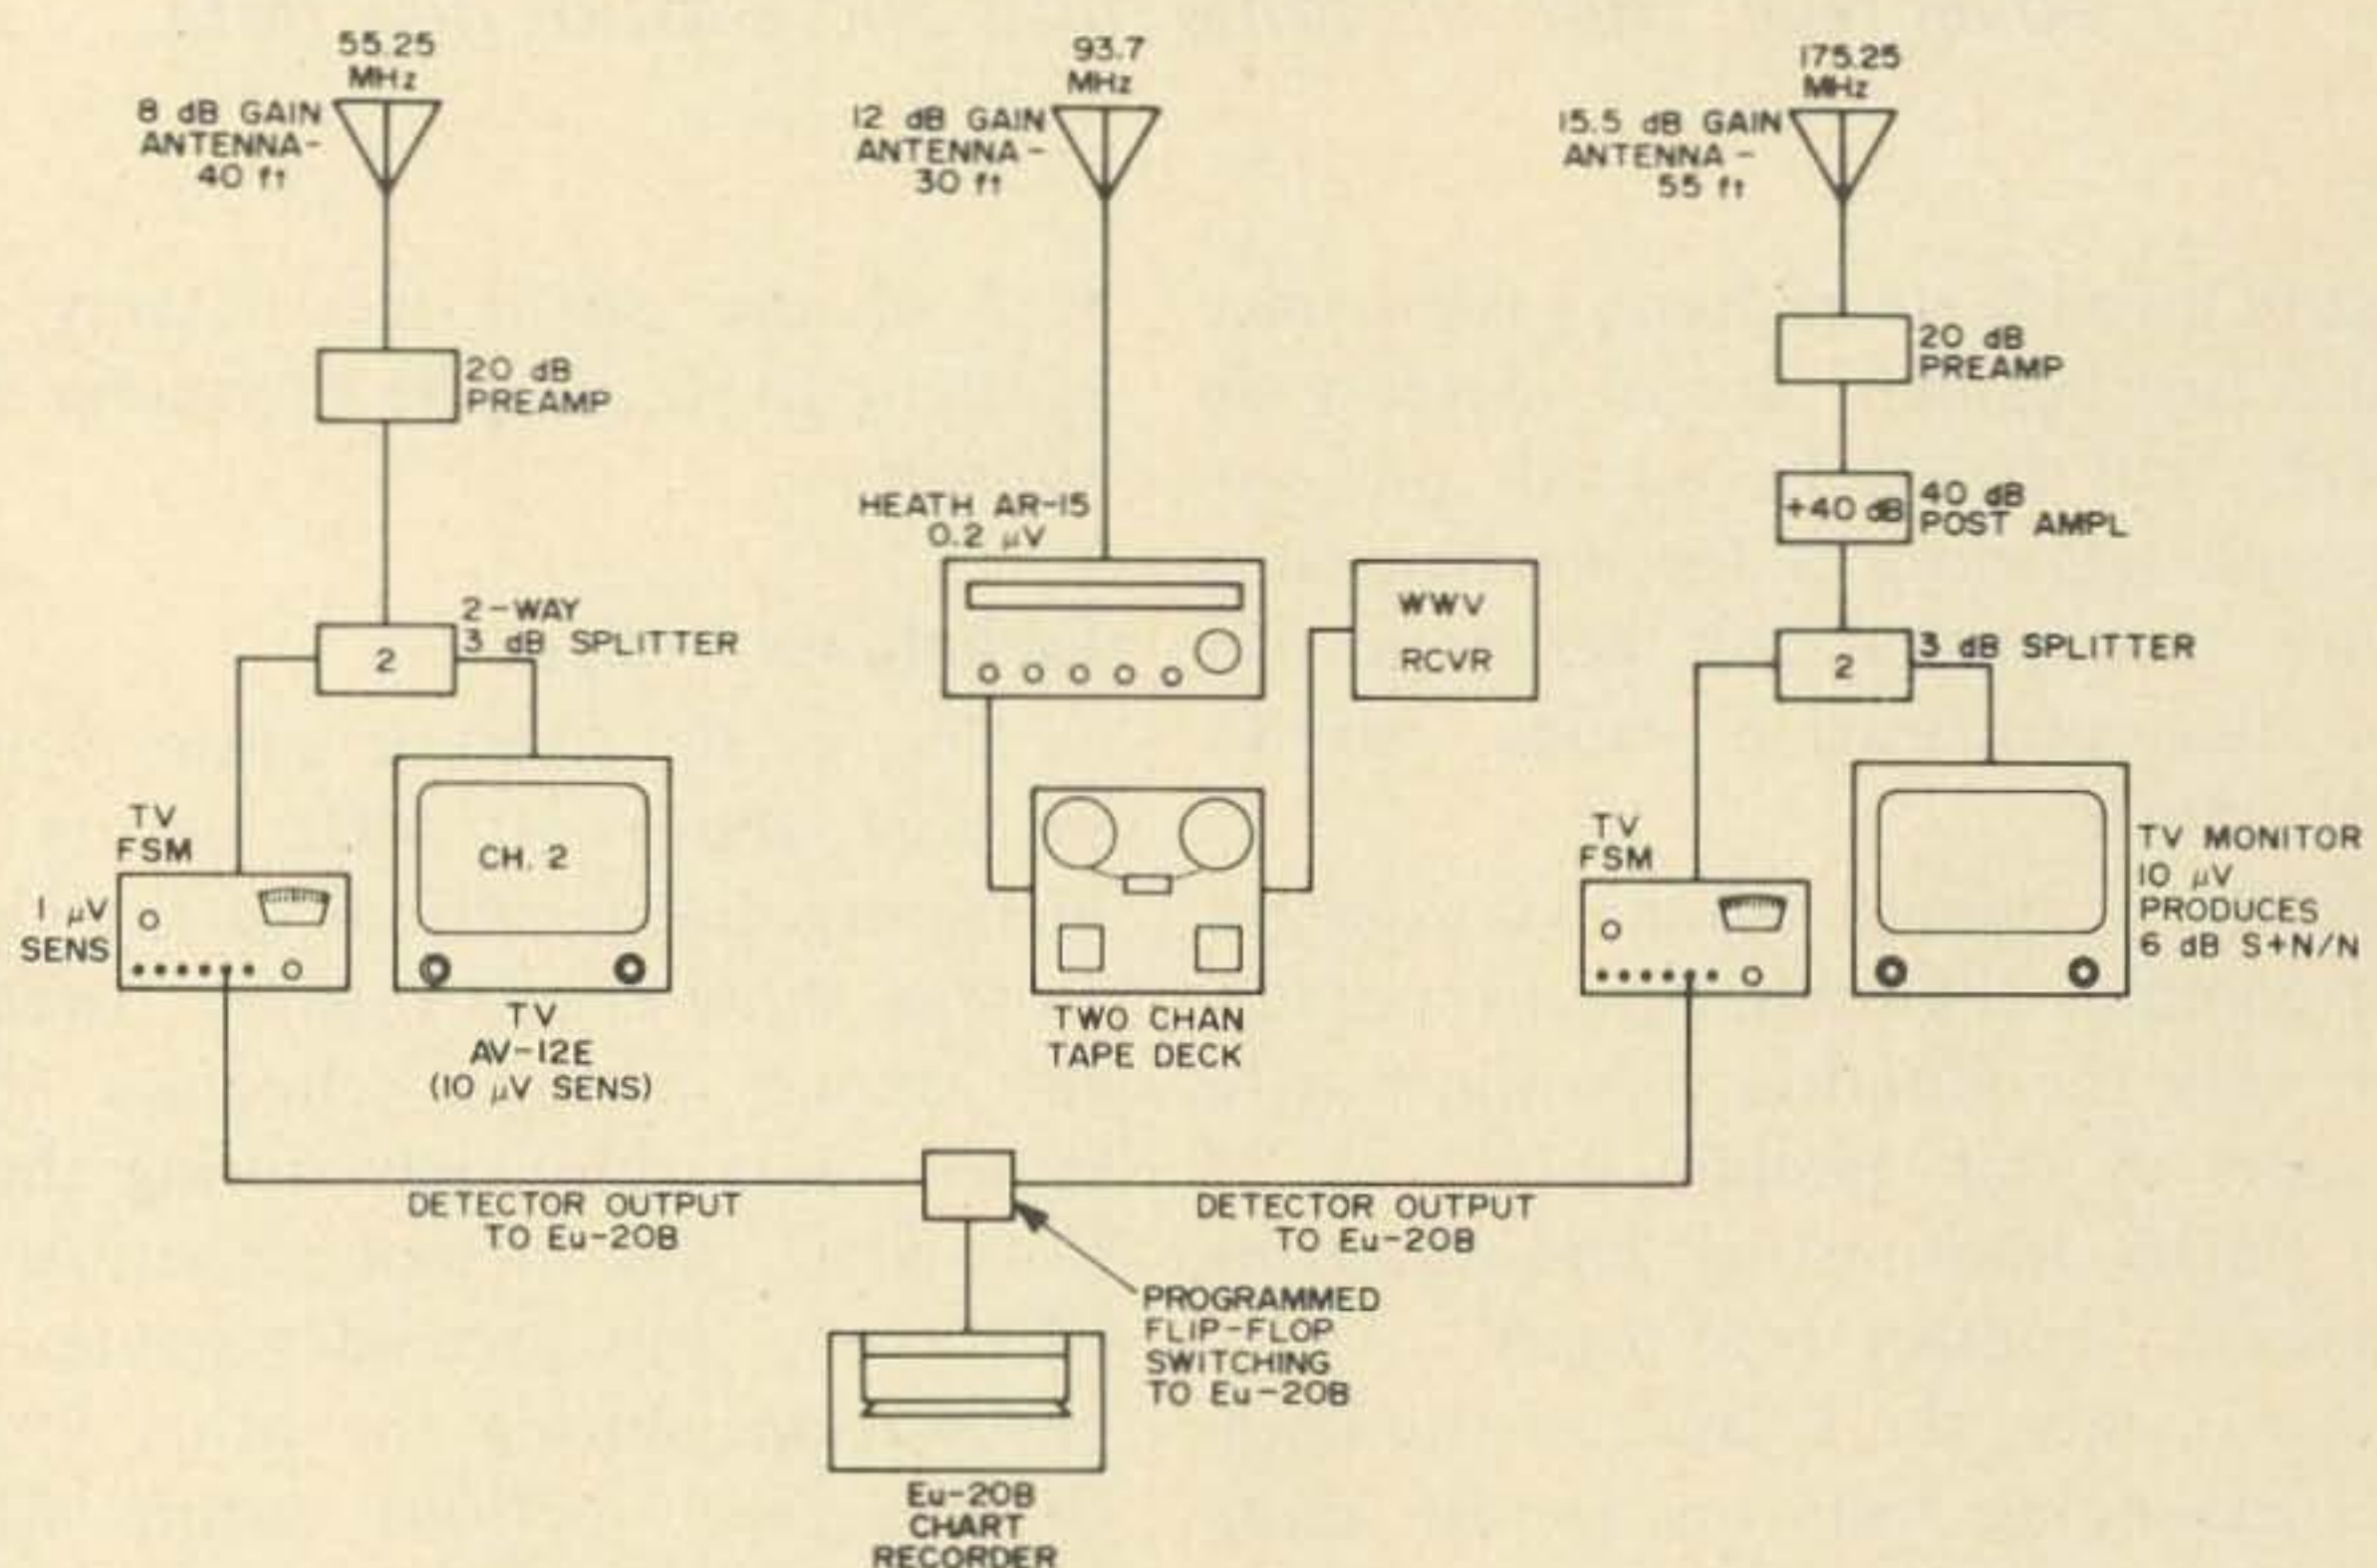 55.25
MHz
8 dB GAIN
ANTENNA-
40 ft
93.7
MHz
12 dB GAIN
ANTENNA-
30 ft
175.25
MHz
15.5 dB GAIN
ANTENNA-
55 ft
20 dB
PREAMP
20 dB
PREAMP
+40 dB
40 dB
POST AMPL
HEATH AR-15
0.2 μV
WWV
RCVR
2-WAY
3 dB SPLITTER
2
3 dB SPLITTER
2
TV
FSM
1 μV
SENS
CH. 2
TV
AV-12E
(10 μV SENS)
TWO CHAN
TAPE DECK
TV
FSM
TV MONITOR
10 μV
PRODUCES
6 dB S+N/N
DETECTOR OUTPUT
TO Eu-20B
DETECTOR OUTPUT
TO Eu-20B
PROGRAMMED
FLIP-FLOP
SWITCHING
TO Eu-20B
Eu-20B
CHART
RECORDER